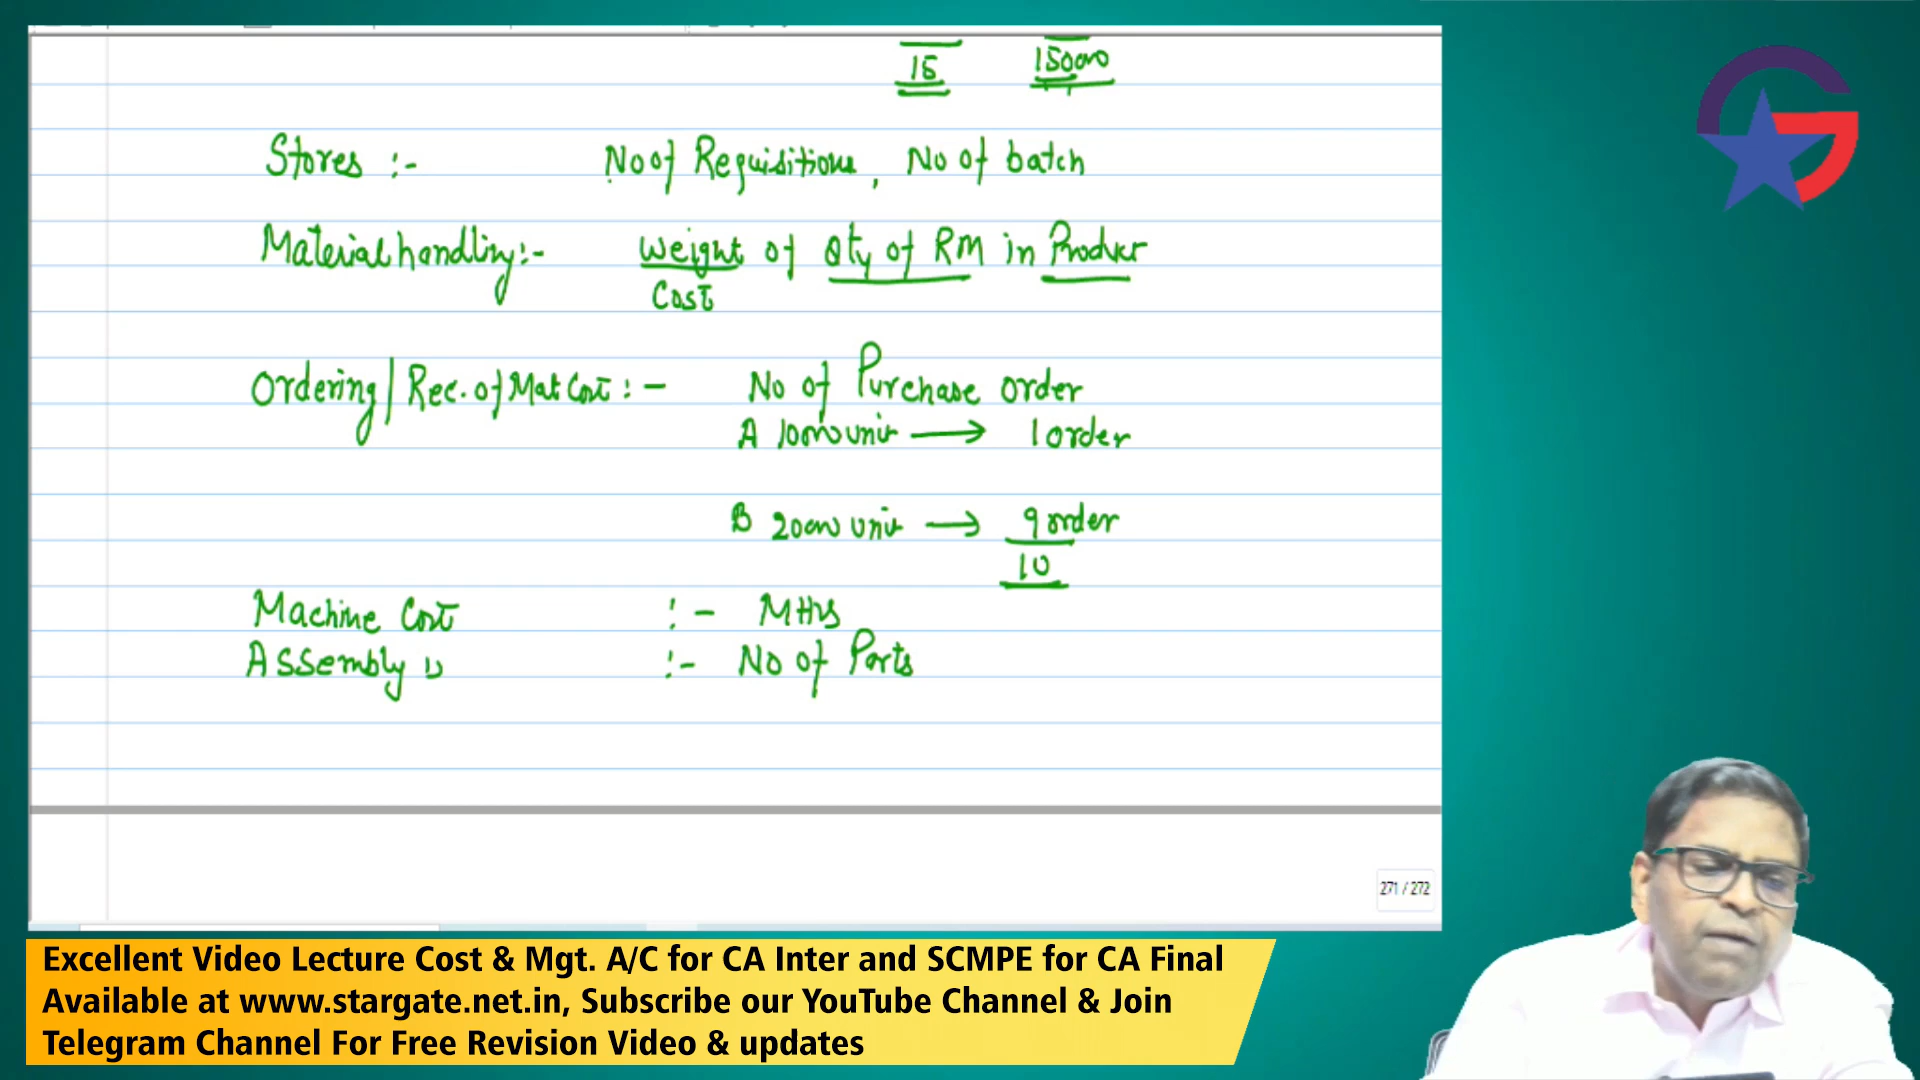 15 15000
Stores :- No of Requisitions, No of batch
Material handling:- Weight of Qty of RM in Product
Cost
Ordering / Rec. of Mat Cost :- No of Purchase order
A 10000 unit → 1 order
B 20000 unit → 9 order
10
Machine Cost :- MHrs
Assembly :- No of Parts
271 / 272
Excellent Video Lecture Cost & Mgt. A/C for CA Inter and SCMPE for CA Final
Available at www.stargate.net.in, Subscribe our YouTube Channel & Join
Telegram Channel For Free Revision Video & updates